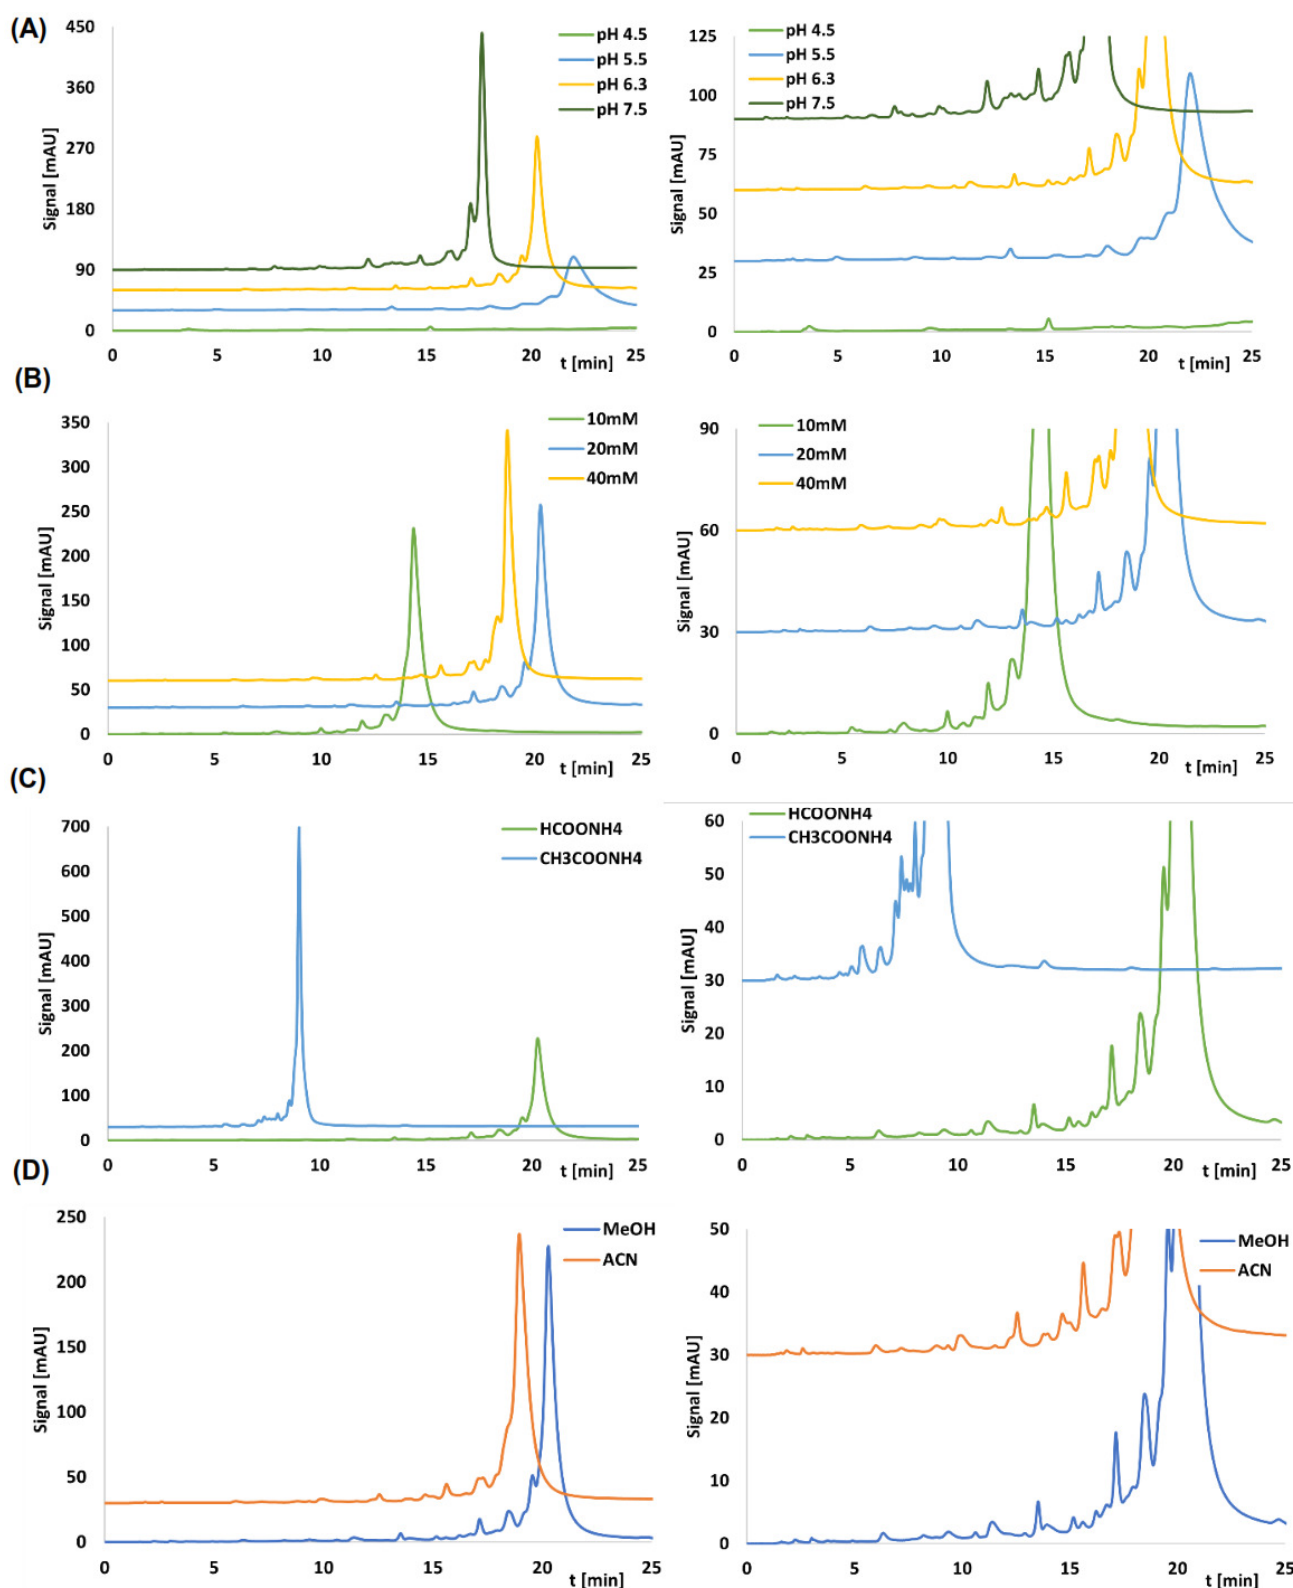 (A)
450
360
270
180
90
0
Signal [mAU]
pH 4.5
pH 5.5
pH 6.3
pH 7.5
0 5 10 15 20 25
t [min]
125
100
75
50
25
0
Signal [mAU]
pH 4.5
pH 5.5
pH 6.3
pH 7.5
0 5 10 15 20 25
t [min]
(B)
350
300
250
200
150
100
50
0
Signal [mAU]
10mM
20mM
40mM
0 5 10 15 20 25
t [min]
90
60
30
0
Signal [mAU]
10mM
20mM
40mM
0 5 10 15 20 25
t [min]
(C)
700
600
500
400
300
200
100
0
Signal [mAU]
HCOONH4
CH3COONH4
0 5 10 15 20 25
t [min]
60
50
40
30
20
10
0
Signal [mAU]
HCOONH4
CH3COONH4
0 5 10 15 20 25
t [min]
(D)
250
200
150
100
50
0
Signal [mAU]
MeOH
ACN
0 5 10 15 20 25
t [min]
50
40
30
20
10
0
Signal [mAU]
MeOH
ACN
0 5 10 15 20 25
t [min]